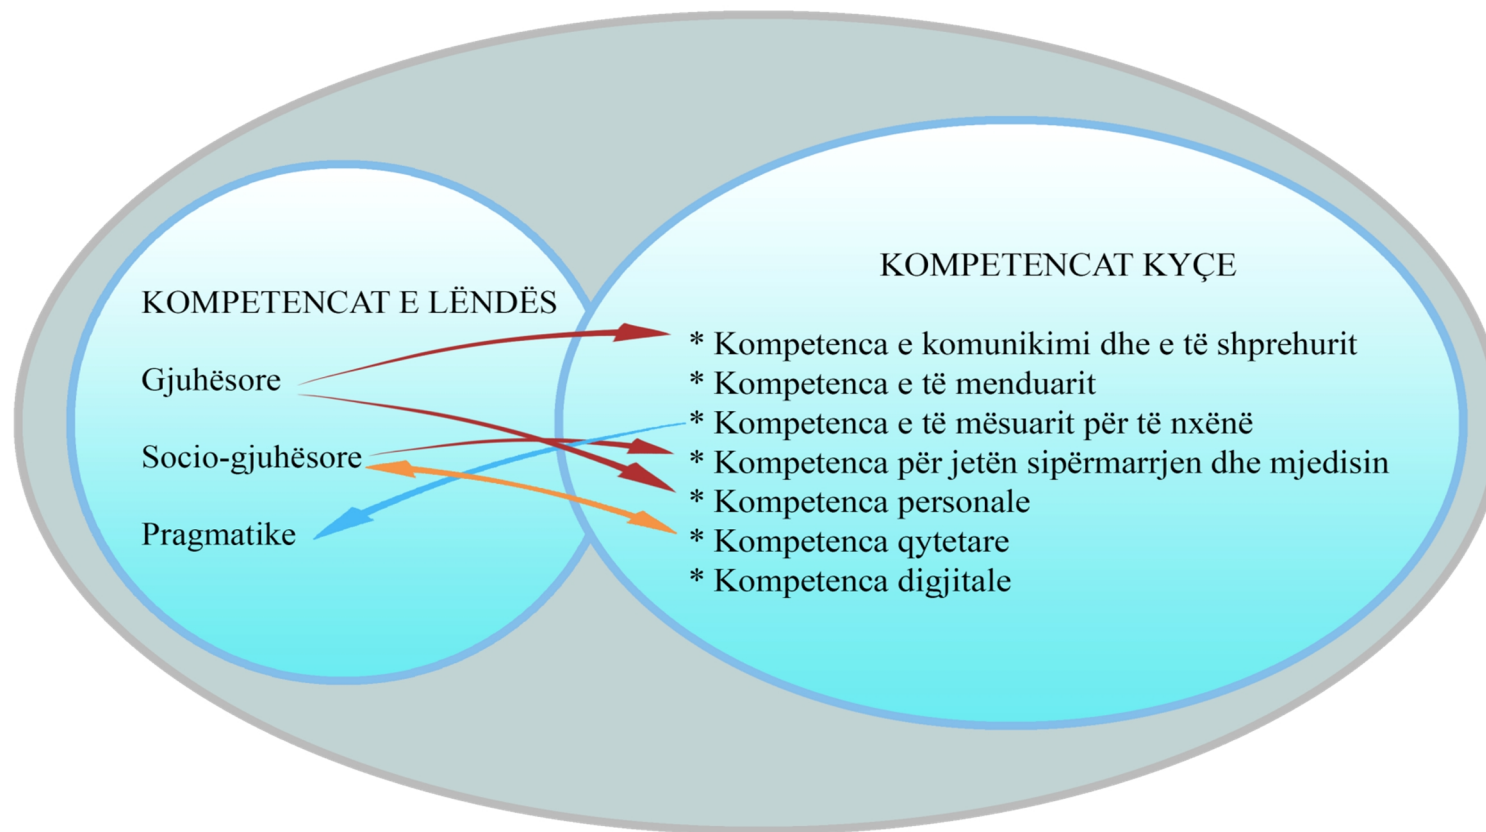 KOMPETENCAT E LËNDËS
Gjuhësore
Socio-gjuhësore
Pragmatike
KOMPETENCAT KYÇE
* Kompetenca e komunikimi dhe e të shprehurit
* Kompetenca e të menduarit
* Kompetenca e të mësuarit për të nxënë
* Kompetenca për jetën sipërmarrjen dhe mjedisin
* Kompetenca personale
* Kompetenca qytetare
* Kompetenca digjitale